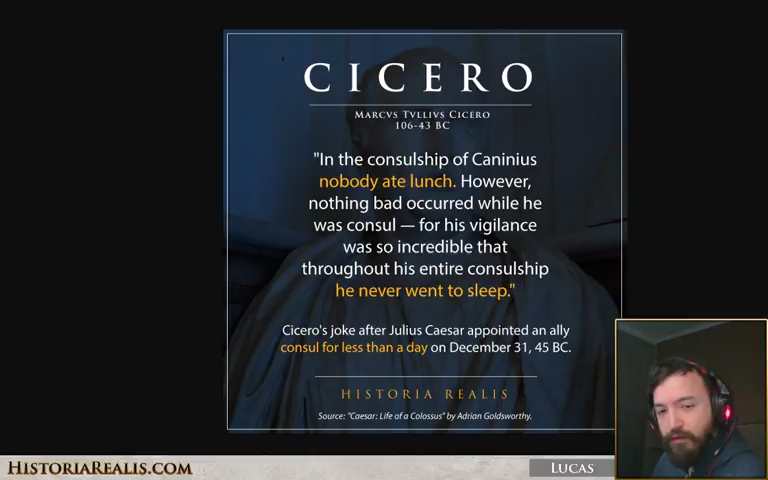 CICERO
MARCVS TVLLIVS CICERO
106-43 BC
"In the consulship of Caninius
nobody ate lunch. However,
nothing bad occurred while he
was consul — for his vigilance
was so incredible that
throughout his entire consulship
he never went to sleep."
Cicero's joke after Julius Caesar appointed an ally
consul for less than a day on December 31, 45 BC.
HISTORIA REALIS
Source: "Caesar: Life of a Colossus" by Adrian Goldsworthy.
HISTORIAREALIS.COM
LUCAS